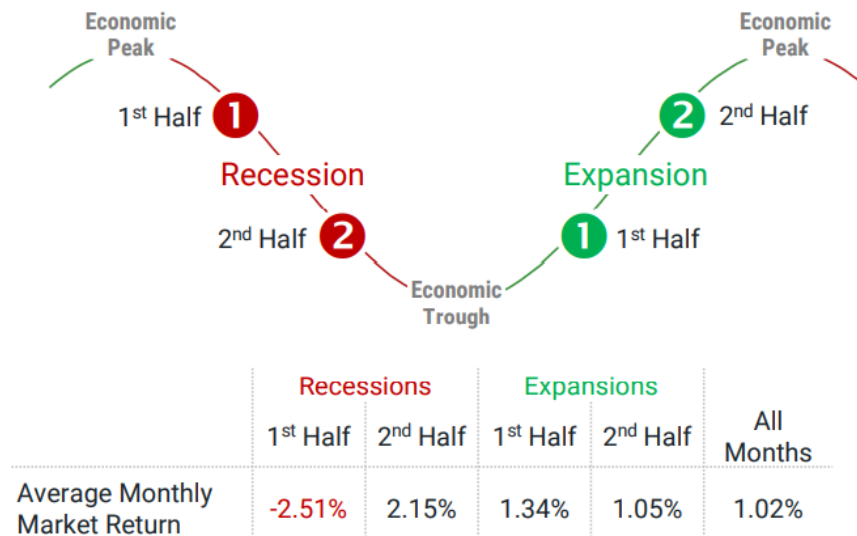 Economic
Peak
Economic
Peak
1st Half 1
2 2nd Half
Recession
Expansion
2nd Half 2
1 1st Half
Economic
Trough
Recessions Expansions
1st Half 2nd Half 1st Half 2nd Half All
Months
Average Monthly
Market Return -2.51% 2.15% 1.34% 1.05% 1.02%